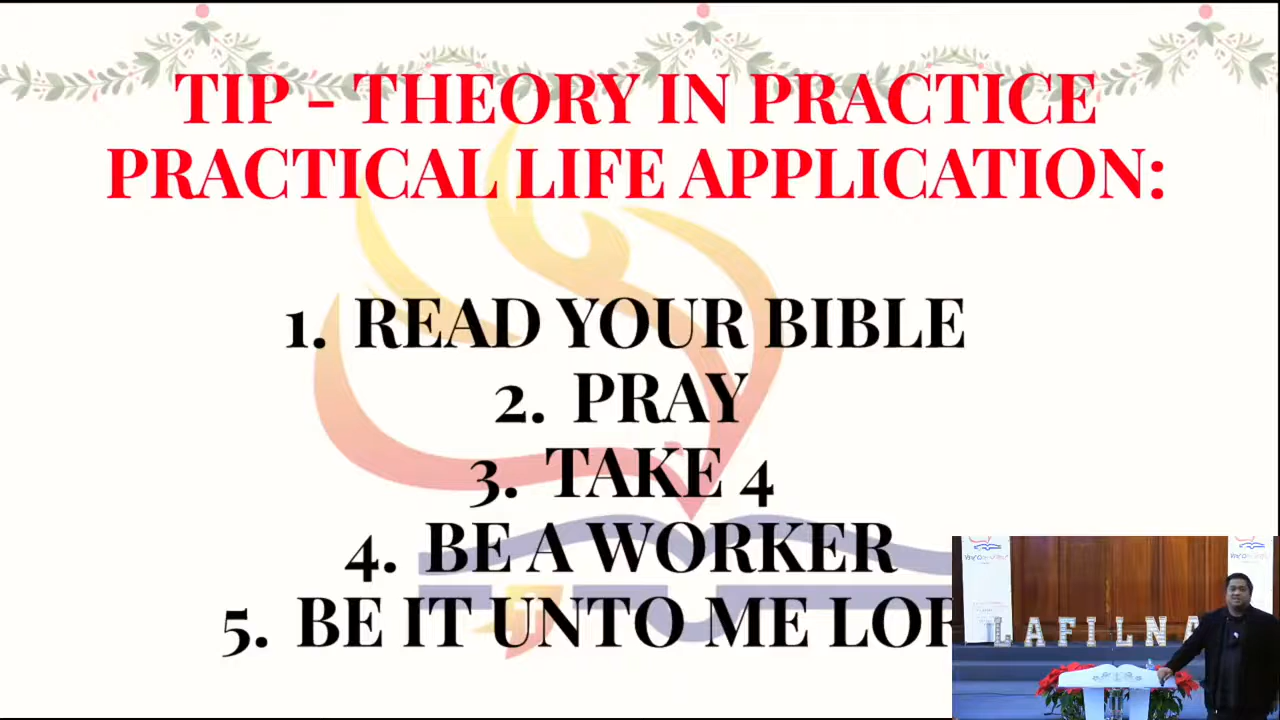 TIP - THEORY IN PRACTICE
PRACTICAL LIFE APPLICATION:
1. READ YOUR BIBLE
2. PRAY
3. TAKE 4
4. BE A WORKER
5. BE IT UNTO ME LOR
LAFILNA